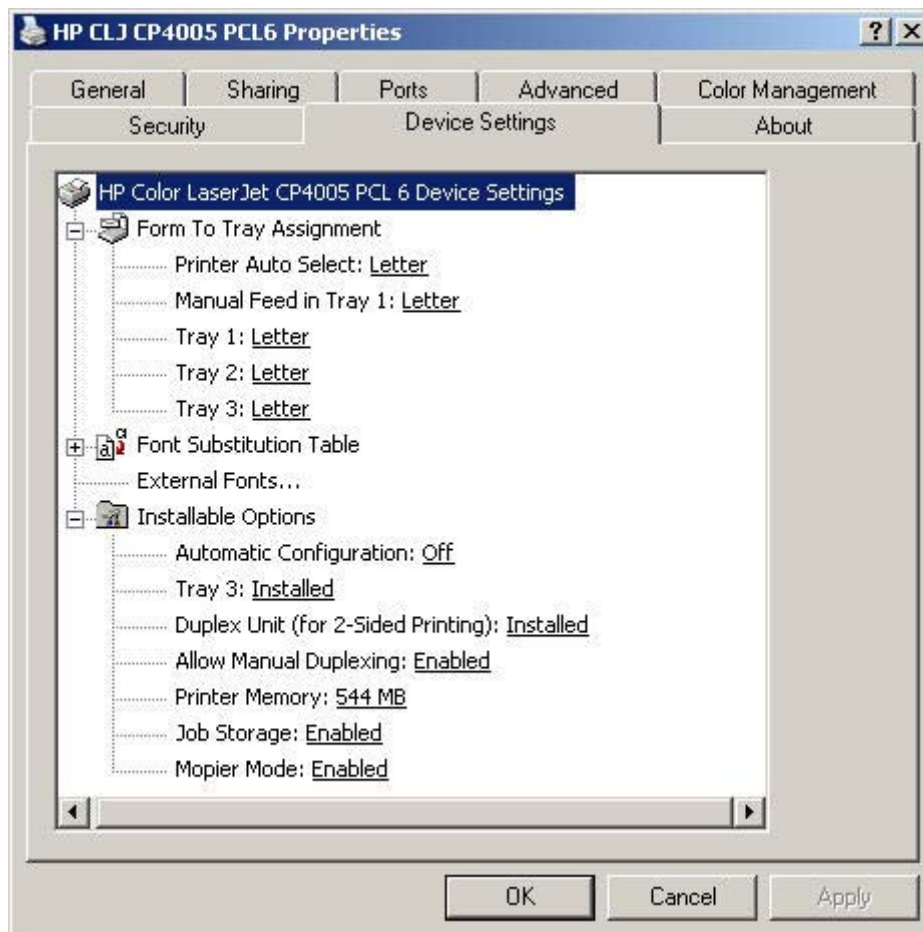 HP CLJ CP4005 PCL6 Properties
General Sharing Ports Advanced Color Management
Security Device Settings About
HP Color LaserJet CP4005 PCL 6 Device Settings
Form To Tray Assignment
Printer Auto Select: Letter
Manual Feed in Tray 1: Letter
Tray 1: Letter
Tray 2: Letter
Tray 3: Letter
Font Substitution Table
External Fonts...
Installable Options
Automatic Configuration: Off
Tray 3: Installed
Duplex Unit (for 2-Sided Printing): Installed
Allow Manual Duplexing: Enabled
Printer Memory: 544 MB
Job Storage: Enabled
Mopier Mode: Enabled
OK Cancel Apply